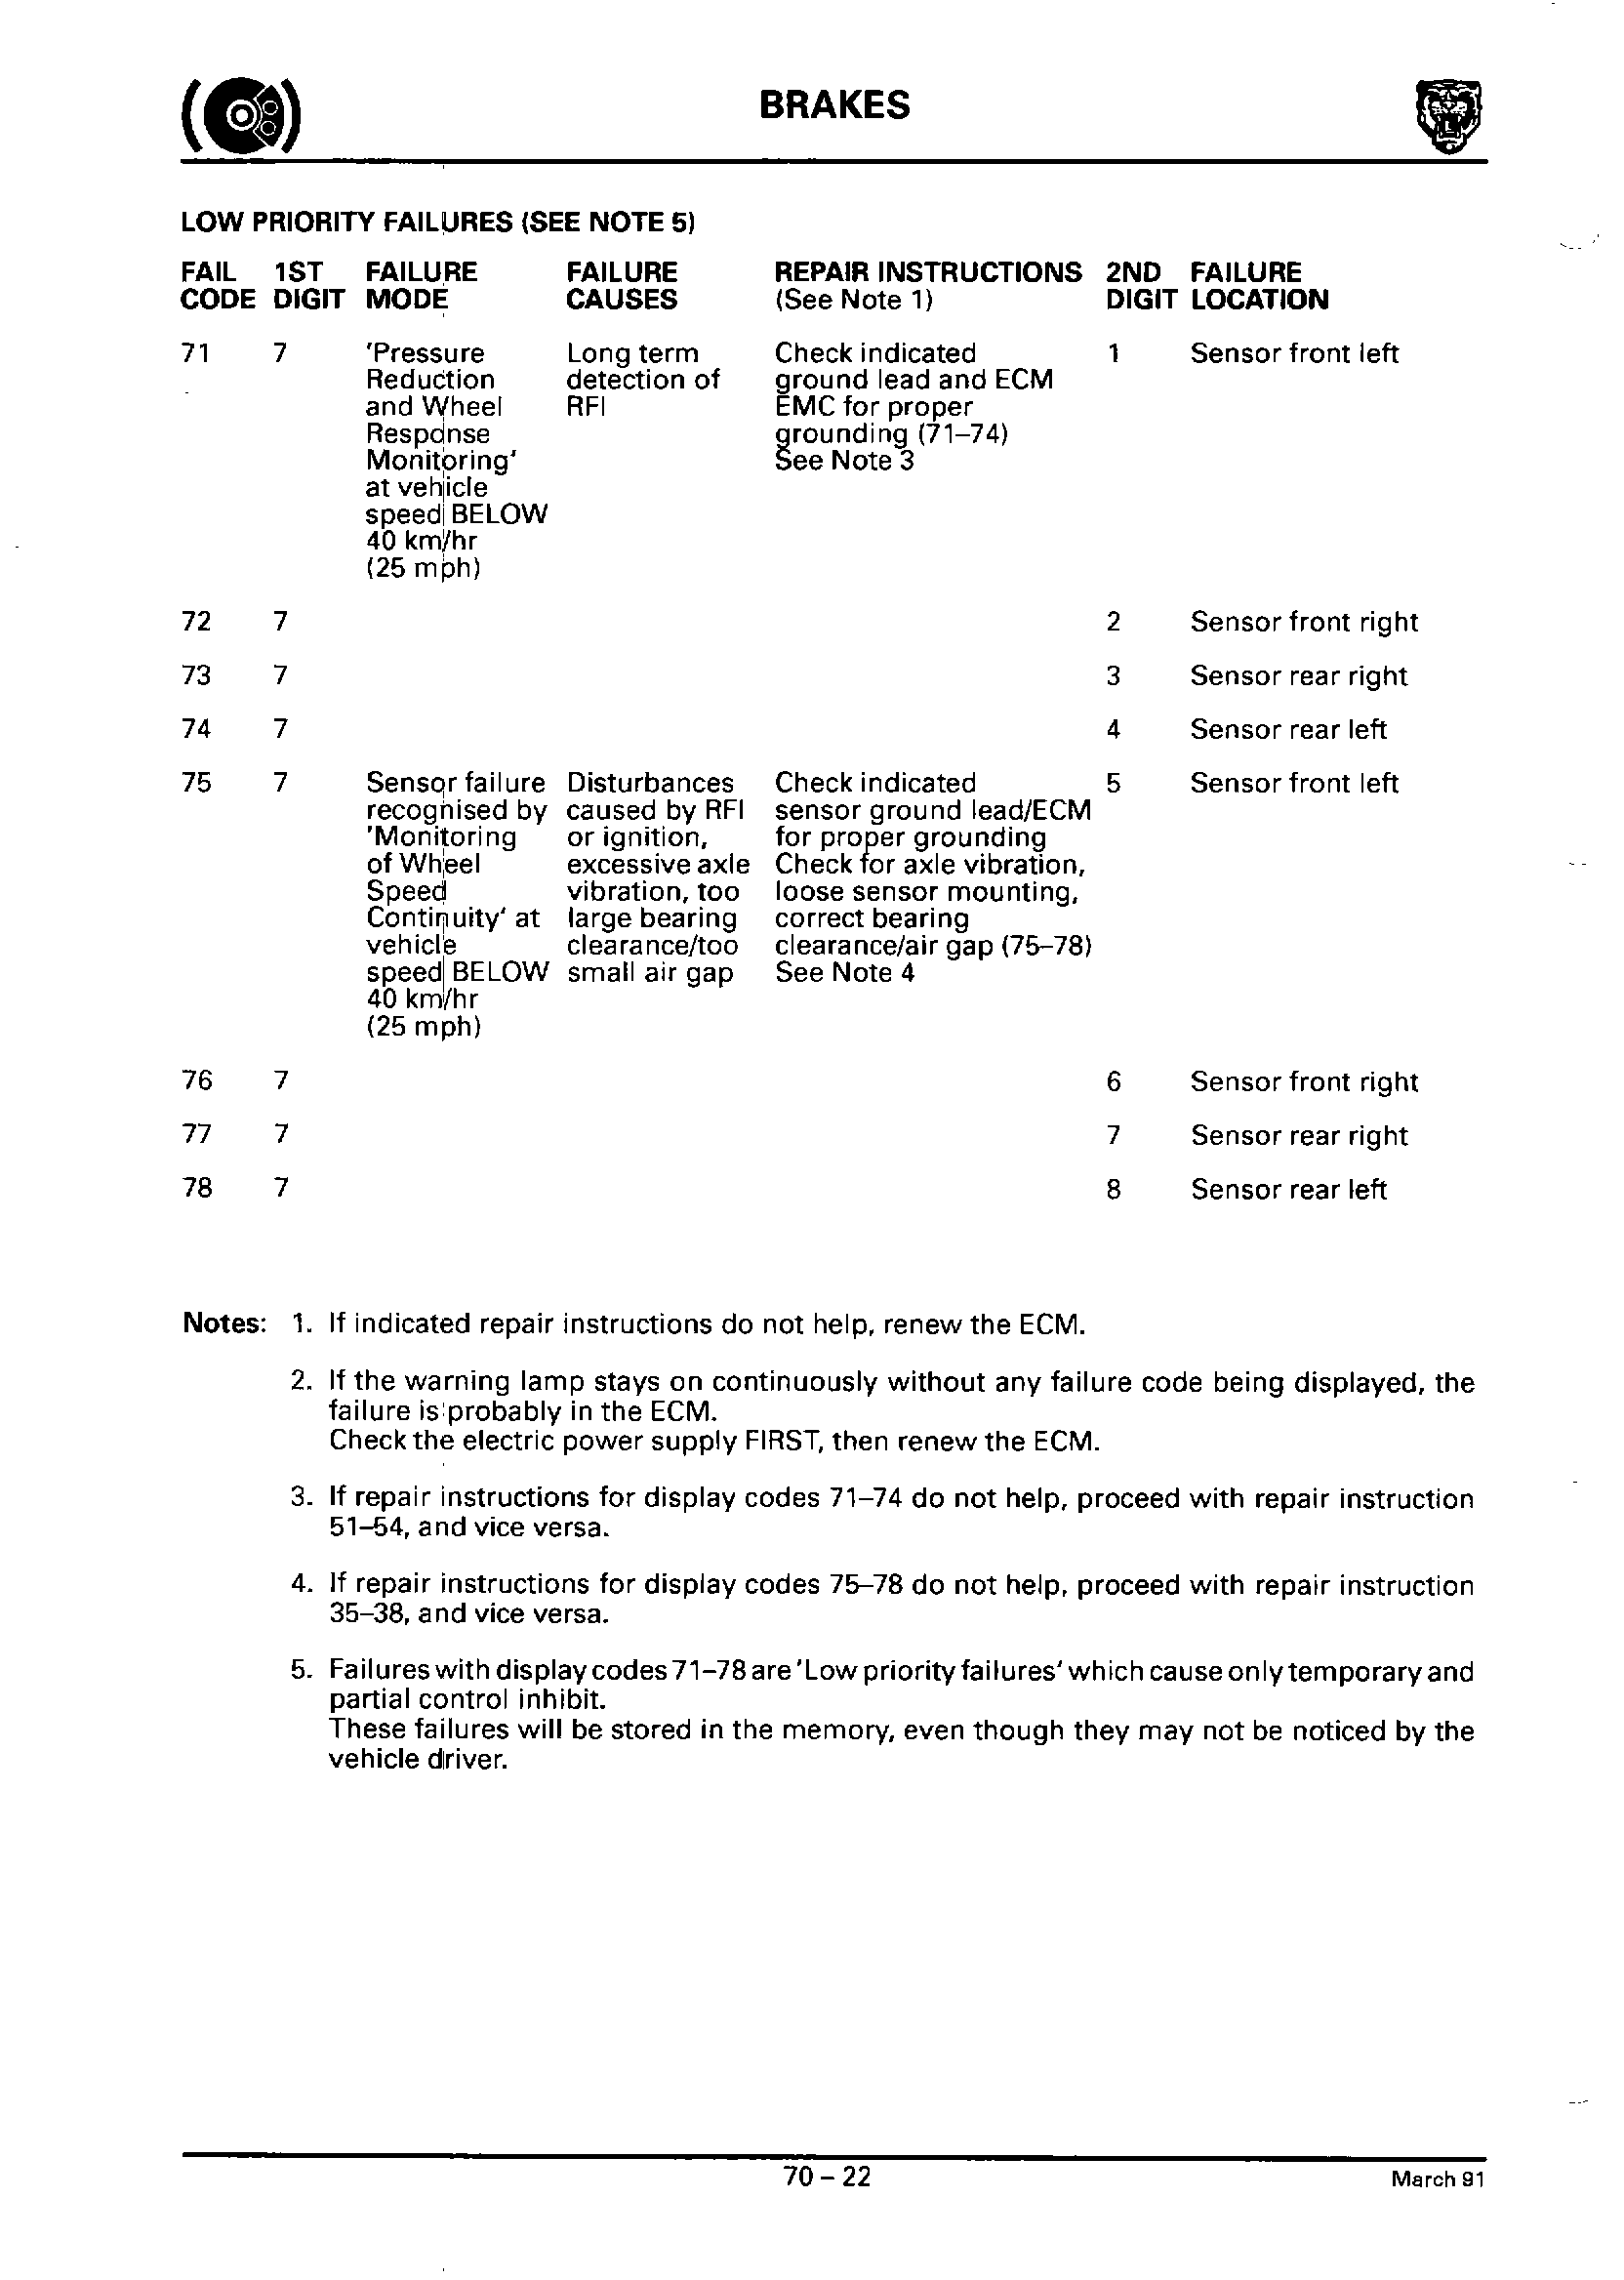 BRAKES
LOW PRIORITY FAILURES (SEE NOTE 5)
FAIL 1ST FAILURE FAILURE REPAIR INSTRUCTIONS 2ND FAILURE
CODE DIGIT MODE CAUSES (See Note 1) DIGIT LOCATION
71 7 'Pressure Long term Check indicated 1 Sensor front left
Reduction detection of ground lead and ECM
and Wheel RFI EMC for proper
Response grounding (71–74)
Monitoring' See Note 3
at vehicle
speed BELOW
40 km/hr
(25 mph)
72 7 2 Sensor front right
73 7 3 Sensor rear right
74 7 4 Sensor rear left
75 7 Sensor failure Disturbances Check indicated 5 Sensor front left
recognised by caused by RFI sensor ground lead/ECM
'Monitoring or ignition, for proper grounding
of Wheel excessive axle Check for axle vibration,
Speed vibration, too loose sensor mounting,
Continuity' at large bearing correct bearing
vehicle clearance/too clearance/air gap (75–78)
speed BELOW small air gap See Note 4
40 km/hr
(25 mph)
76 7 6 Sensor front right
77 7 7 Sensor rear right
78 7 8 Sensor rear left
Notes: 1. If indicated repair instructions do not help, renew the ECM.
2. If the warning lamp stays on continuously without any failure code being displayed, the
failure is probably in the ECM.
Check the electric power supply FIRST, then renew the ECM.
3. If repair instructions for display codes 71–74 do not help, proceed with repair instruction
51–54, and vice versa.
4. If repair instructions for display codes 75–78 do not help, proceed with repair instruction
35–38, and vice versa.
5. Failures with display codes 71–78 are 'Low priority failures' which cause only temporary and
partial control inhibit.
These failures will be stored in the memory, even though they may not be noticed by the
vehicle driver.
70 – 22
March 91